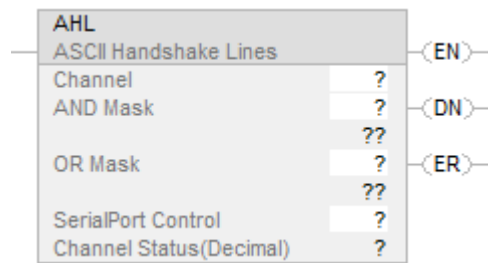 AHL
ASCII Handshake Lines
(EN)
Channel ?
AND Mask ?
(DN)
??
OR Mask ?
(ER)
??
SerialPort Control ?
Channel Status(Decimal) ?